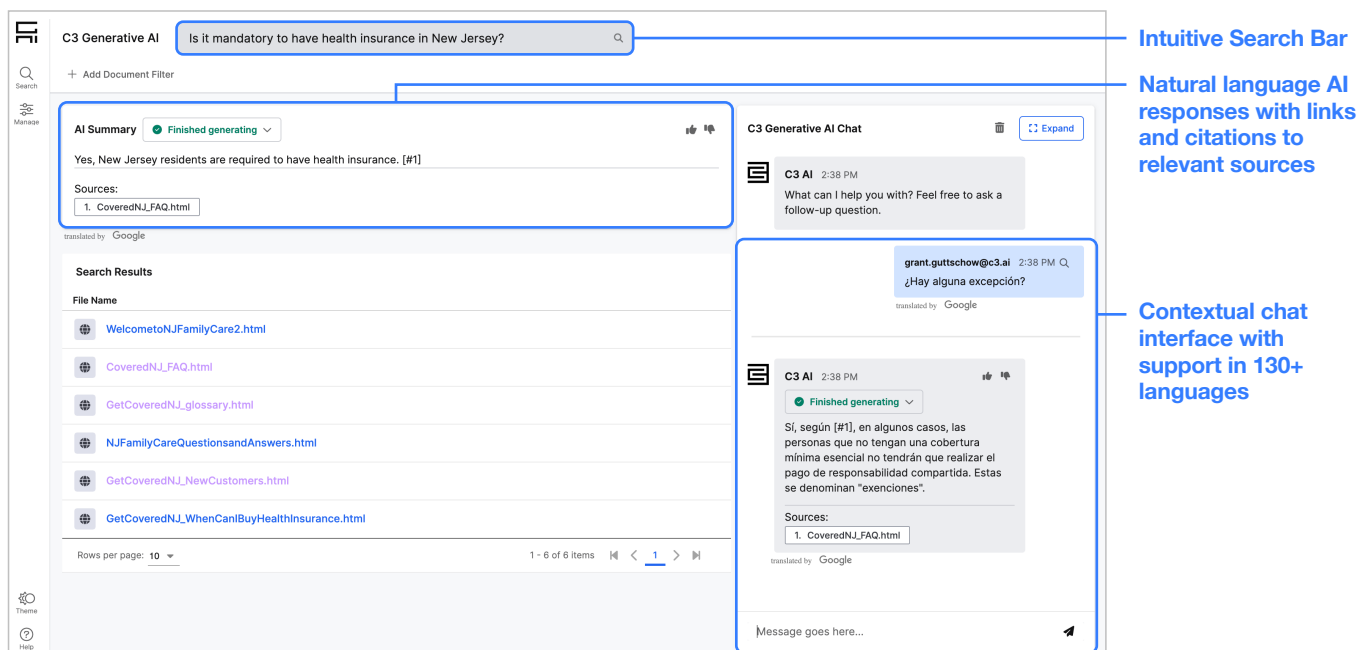 C3 Generative AI
Is it mandatory to have health insurance in New Jersey?
Search
Manage
+ Add Document Filter
AI Summary
Finished generating
Yes, New Jersey residents are required to have health insurance. [#1]
Sources:
1. CoveredNJ_FAQ.html
translated by Google
Search Results
File Name
WelcometoNJFamilyCare2.html
CoveredNJ_FAQ.html
GetCoveredNJ_glossary.html
NJFamilyCareQuestionsandAnswers.html
GetCoveredNJ_NewCustomers.html
GetCoveredNJ_WhenCanIBuyHealthInsurance.html
Rows per page: 10
1 - 6 of 6 items
1
Theme
Help
C3 Generative AI Chat
Expand
C3 AI 2:38 PM
What can I help you with? Feel free to ask a
follow-up question.
grant.guttschow@c3.ai 2:38 PM
¿Hay alguna excepción?
translated by Google
C3 AI 2:38 PM
Finished generating
Sí, según [#1], en algunos casos, las
personas que no tengan una cobertura
mínima esencial no tendrán que realizar el
pago de responsabilidad compartida. Estas
se denominan "exenciones".
Sources:
1. CoveredNJ_FAQ.html
translated by Google
Message goes here...
Intuitive Search Bar
Natural language AI
responses with links
and citations to
relevant sources
Contextual chat
interface with
support in 130+
languages